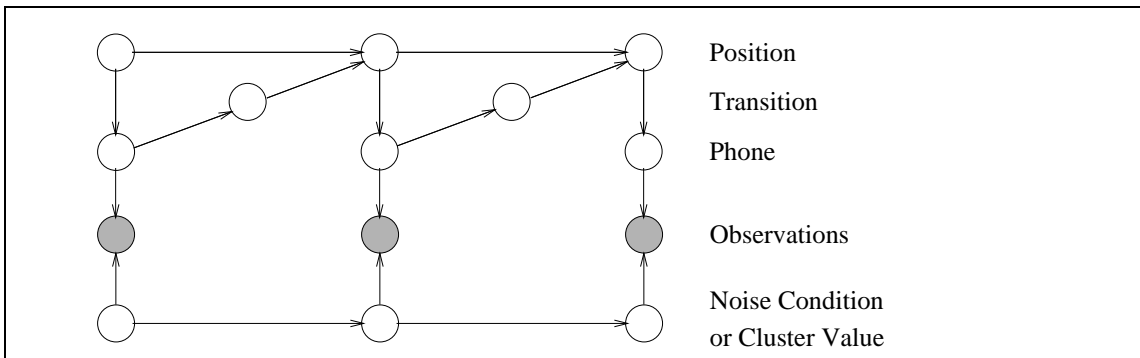 Position
Transition
Phone
Observations
Noise Condition
or Cluster Value